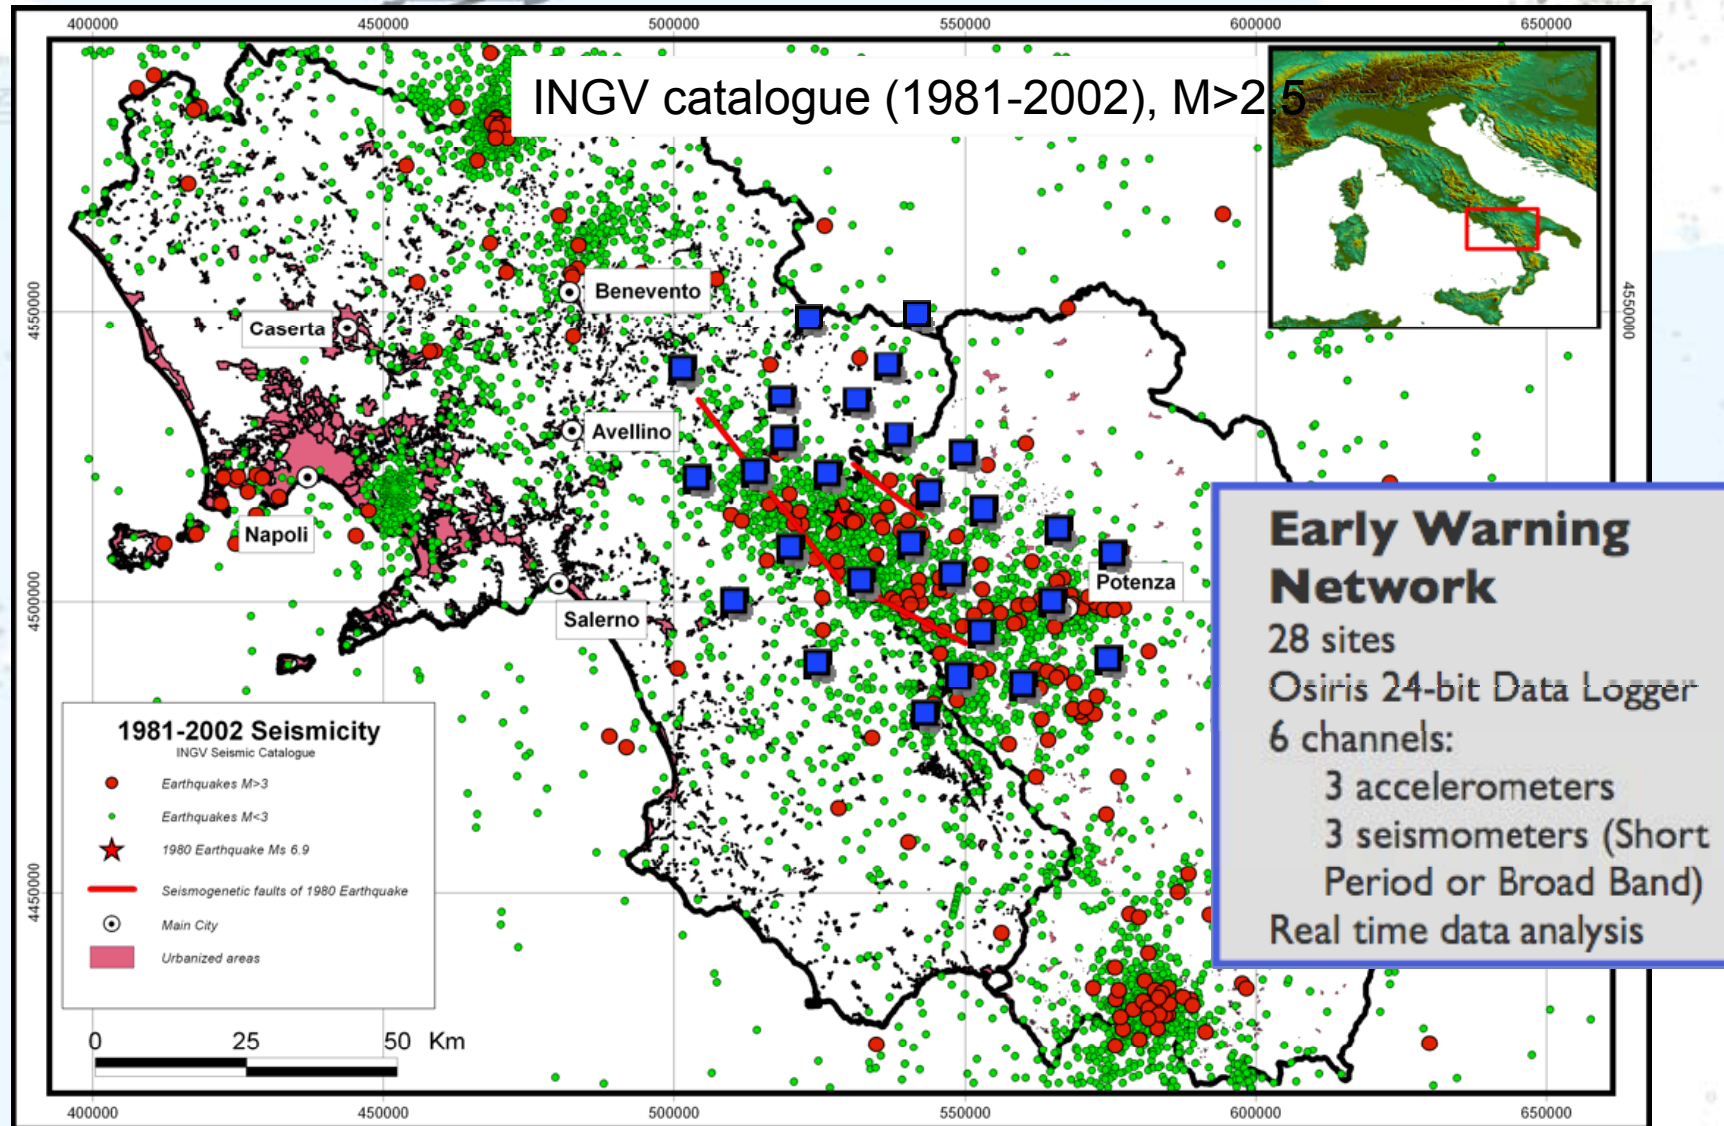 400000 450000 500000 550000 600000 650000
INGV catalogue (1981-2002), M>2.5
4550000 4550000
Benevento
Caserta
Avellino
Napoli
Salerno
Potenza
4500000
4450000
Early Warning
Network
28 sites
Osiris 24-bit Data Logger
6 channels:
3 accelerometers
3 seismometers (Short
Period or Broad Band)
Real time data analysis
1981-2002 Seismicity
INGV Seismic Catalogue
Earthquakes M>3
Earthquakes M<3
1980 Earthquake Ms 6.9
Seismogenetic faults of 1980 Earthquake
Main City
Urbanized areas
0 25 50 Km
400000 450000 500000 550000 600000 650000